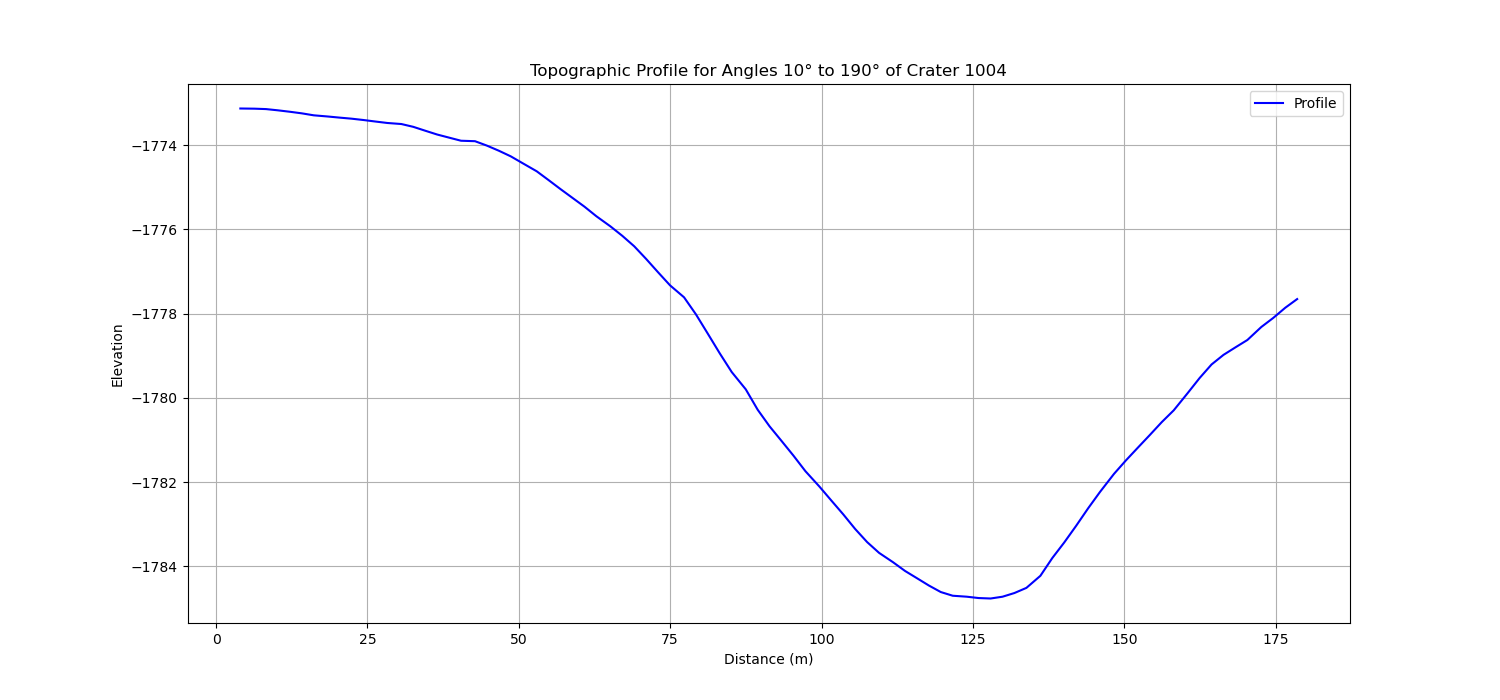 Topographic Profile for Angles 10° to 190° of Crater 1004
Profile
−1774
−1776
−1778
−1780
−1782
−1784
Elevation
0 25 50 75 100 125 150 175
Distance (m)